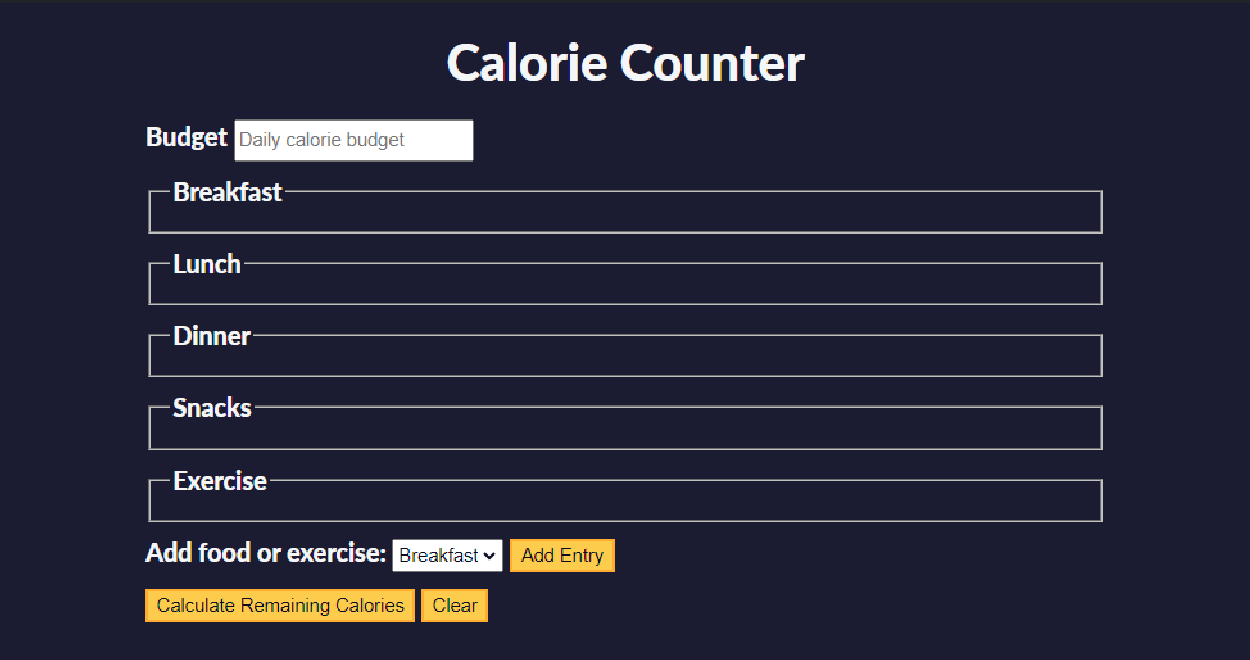 Calorie Counter
Budget Daily calorie budget
Breakfast
Lunch
Dinner
Snacks
Exercise
Add food or exercise: Breakfast Add Entry
Calculate Remaining Calories Clear